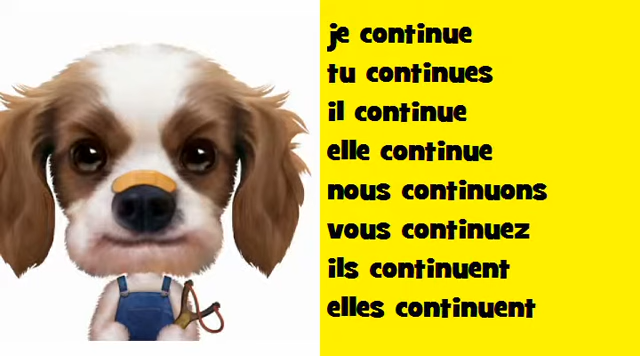 je continue
tu continues
il continue
elle continue
nous continuons
vous continuez
ils continuent
elles continuent